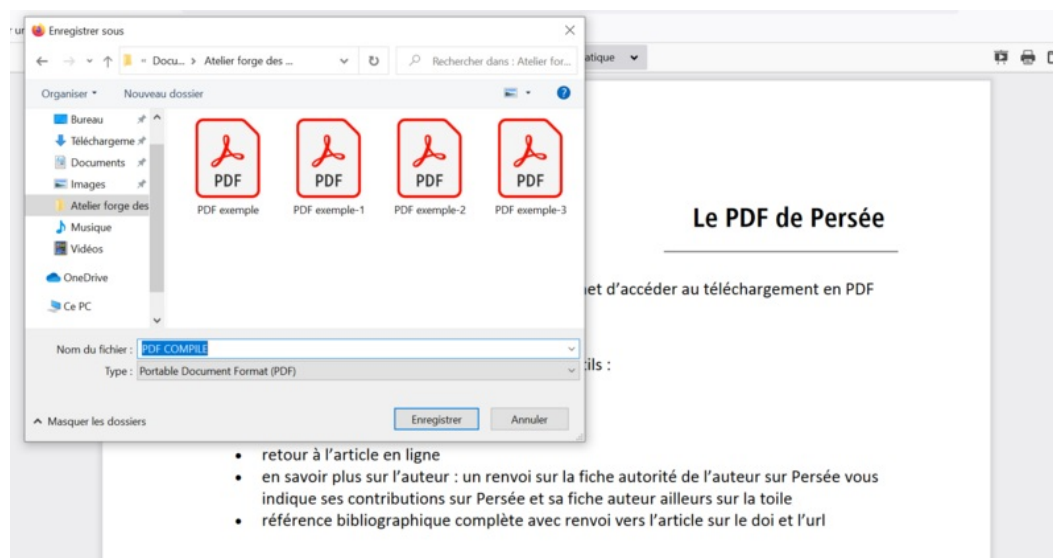 Enregistrer sous
Docu... > Atelier forge des ...
Rechercher dans : Atelier for...
atique
Organiser
Nouveau dossier
Bureau
Téléchargeme
Documents
Images
Atelier forge des
Musique
Vidéos
OneDrive
Ce PC
PDF
PDF
PDF
PDF
PDF exemple
PDF exemple-1
PDF exemple-2
PDF exemple-3
Nom du fichier : PDF COMPILE
Type : Portable Document Format (PDF)
Masquer les dossiers
Enregistrer
Annuler
Le PDF de Persée
et d'accéder au téléchargement en PDF
ils :
• retour à l'article en ligne
• en savoir plus sur l'auteur : un renvoi sur la fiche autorité de l'auteur sur Persée vous
indique ses contributions sur Persée et sa fiche auteur ailleurs sur la toile
• référence bibliographique complète avec renvoi vers l'article sur le doi et l'url